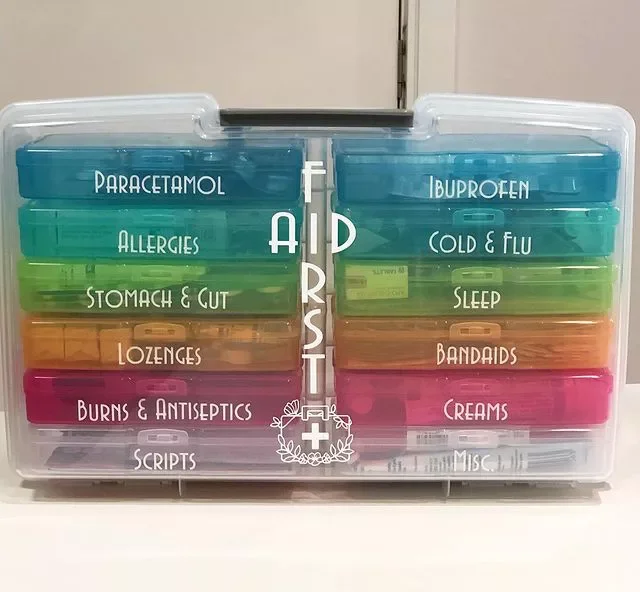 Paracetamol
Ibuprofen
Allergies
Cold & Flu
Stomach & Gut
Sleep
Lozenges
Bandaids
Burns & Antiseptics
Creams
Scripts
Misc.
FIRST
AID